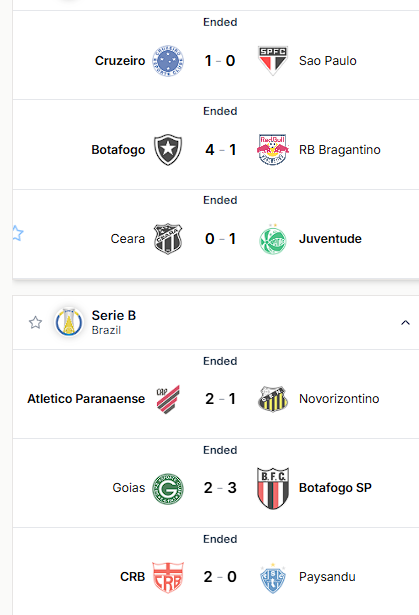 Ended
Cruzeiro 1 - 0 Sao Paulo
Ended
Botafogo 4 - 1 RB Bragantino
Ended
Ceara 0 - 1 Juventude
Serie B
Brazil
Ended
Atletico Paranaense 2 - 1 Novorizontino
Ended
Goias 2 - 3 Botafogo SP
Ended
CRB 2 - 0 Paysandu